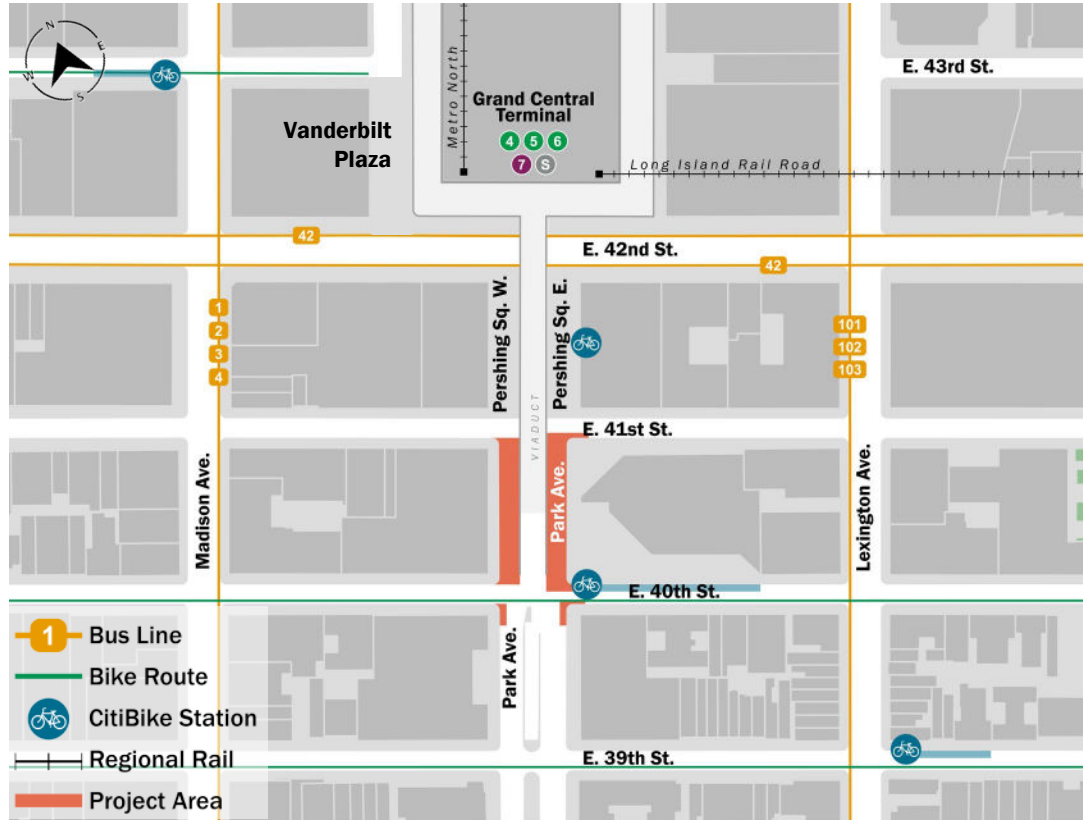 N
E
W
S
E. 43rd St.
Metro North
Grand Central
Terminal
4 5 6
7 S
Vanderbilt
Plaza
Long Island Rail Road
42
E. 42nd St.
42
Pershing Sq. W.
Pershing Sq. E.
1
2
3
4
101
102
103
VIADUCT
E. 41st St.
Madison Ave.
Park Ave.
Lexington Ave.
E. 40th St.
Park Ave.
E. 39th St.
1 Bus Line
Bike Route
CitiBike Station
Regional Rail
Project Area